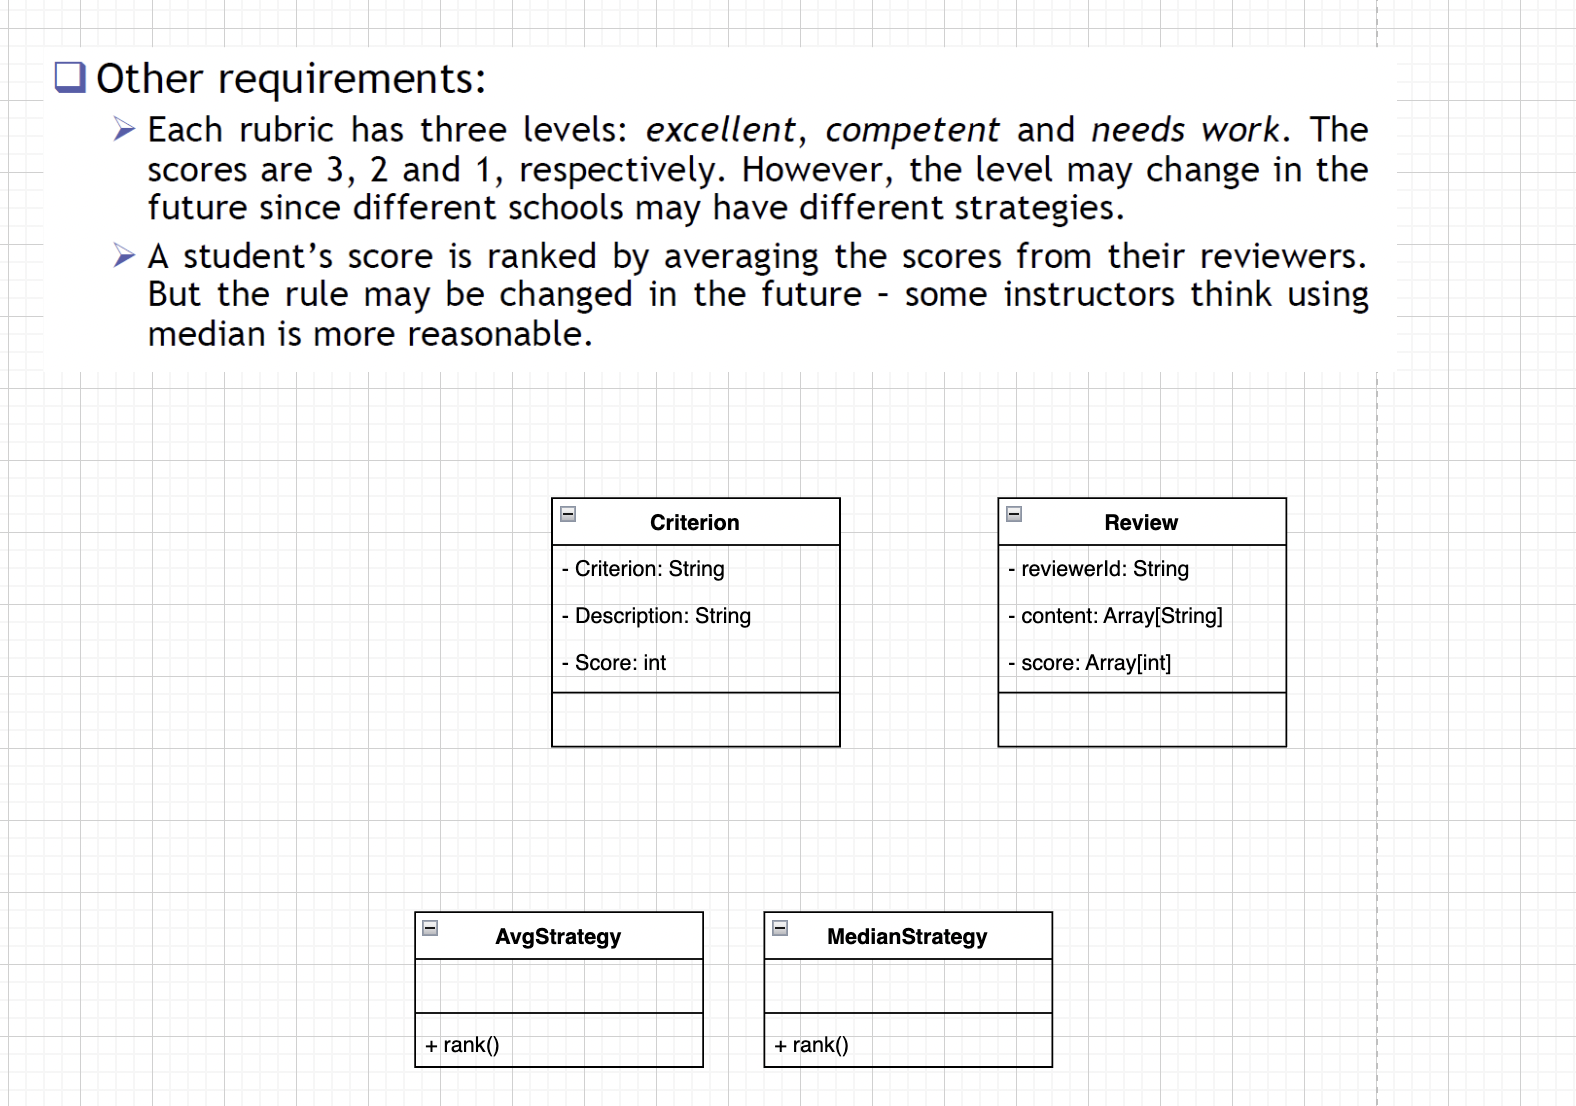 Other requirements:
Each rubric has three levels: excellent, competent and needs work. The
scores are 3, 2 and 1, respectively. However, the level may change in the
future since different schools may have different strategies.
A student’s score is ranked by averaging the scores from their reviewers.
But the rule may be changed in the future – some instructors think using
median is more reasonable.
Criterion
- Criterion: String
- Description: String
- Score: int
Review
- reviewerId: String
- content: Array[String]
- score: Array[int]
AvgStrategy
+ rank()
MedianStrategy
+ rank()